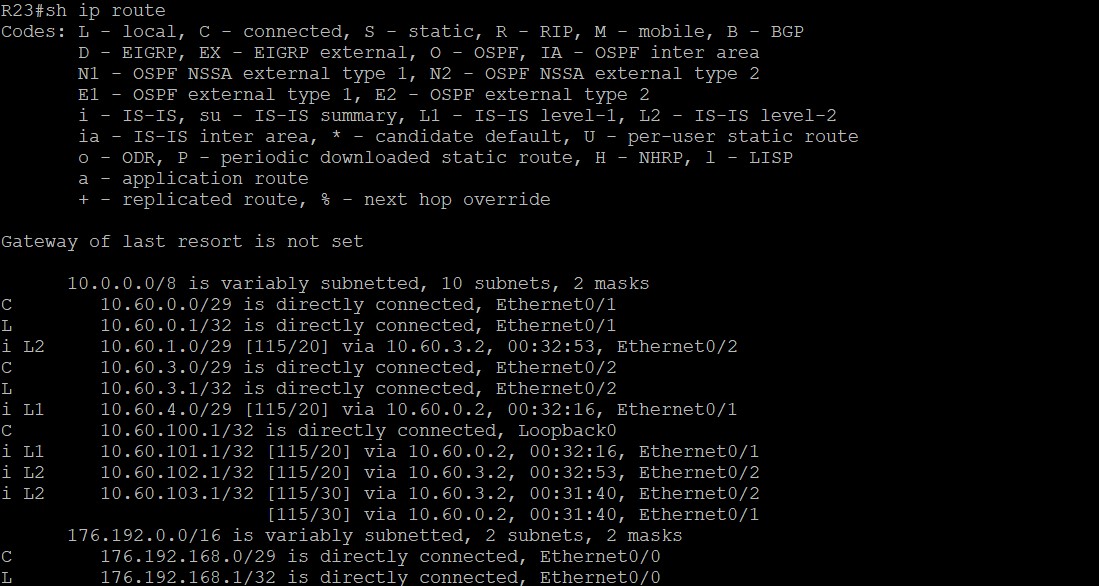 R23#sh ip route
Codes: L - local, C - connected, S - static, R - RIP, M - mobile, B - BGP
       D - EIGRP, EX - EIGRP external, O - OSPF, IA - OSPF inter area
       N1 - OSPF NSSA external type 1, N2 - OSPF NSSA external type 2
       E1 - OSPF external type 1, E2 - OSPF external type 2
       i - IS-IS, su - IS-IS summary, L1 - IS-IS level-1, L2 - IS-IS level-2
       ia - IS-IS inter area, * - candidate default, U - per-user static route
       o - ODR, P - periodic downloaded static route, H - NHRP, l - LISP
       a - application route
       + - replicated route, % - next hop override

Gateway of last resort is not set

      10.0.0.0/8 is variably subnetted, 10 subnets, 2 masks
C        10.60.0.0/29 is directly connected, Ethernet0/1
L        10.60.0.1/32 is directly connected, Ethernet0/1
i L2     10.60.1.0/29 [115/20] via 10.60.3.2, 00:32:53, Ethernet0/2
C        10.60.3.0/29 is directly connected, Ethernet0/2
L        10.60.3.1/32 is directly connected, Ethernet0/2
i L1     10.60.4.0/29 [115/20] via 10.60.0.2, 00:32:16, Ethernet0/1
C        10.60.100.1/32 is directly connected, Loopback0
i L1     10.60.101.1/32 [115/20] via 10.60.0.2, 00:32:16, Ethernet0/1
i L2     10.60.102.1/32 [115/20] via 10.60.3.2, 00:32:53, Ethernet0/2
i L2     10.60.103.1/32 [115/30] via 10.60.3.2, 00:31:40, Ethernet0/2
                        [115/30] via 10.60.0.2, 00:31:40, Ethernet0/1
      176.192.0.0/16 is variably subnetted, 2 subnets, 2 masks
C        176.192.168.0/29 is directly connected, Ethernet0/0
L        176.192.168.1/32 is directly connected, Ethernet0/0